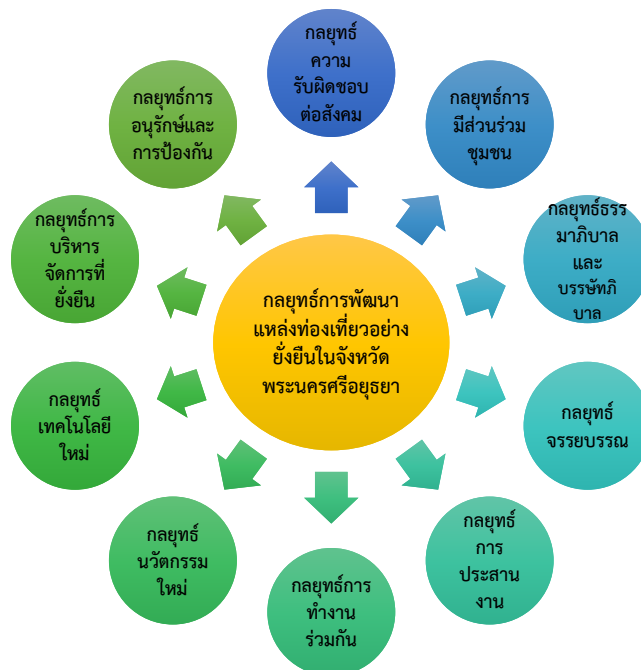 กลยุทธ์
ความ
รับผิดชอบ
ต่อสังคม
กลยุทธ์การ
มีส่วนร่วม
ชุมชน
กลยุทธ์ธรร
มาภิบาล
และ
บรรษัทภิ
บาล
กลยุทธ์
จรรยบรรณ
กลยุทธ์
การ
ประสาน
งาน
กลยุทธ์การ
ทำงาน
ร่วมกัน
กลยุทธ์
นวัตกรรม
ใหม่
กลยุทธ์
เทคโนโลยี
ใหม่
กลยุทธ์การ
บริหาร
จัดการที่
ยั่งยืน
กลยุทธ์การ
อนุรักษ์และ
การป้องกัน
กลยุทธ์การพัฒนา
แหล่งท่องเที่ยวอย่าง
ยั่งยืนในจังหวัด
พระนครศรีอยุธยา